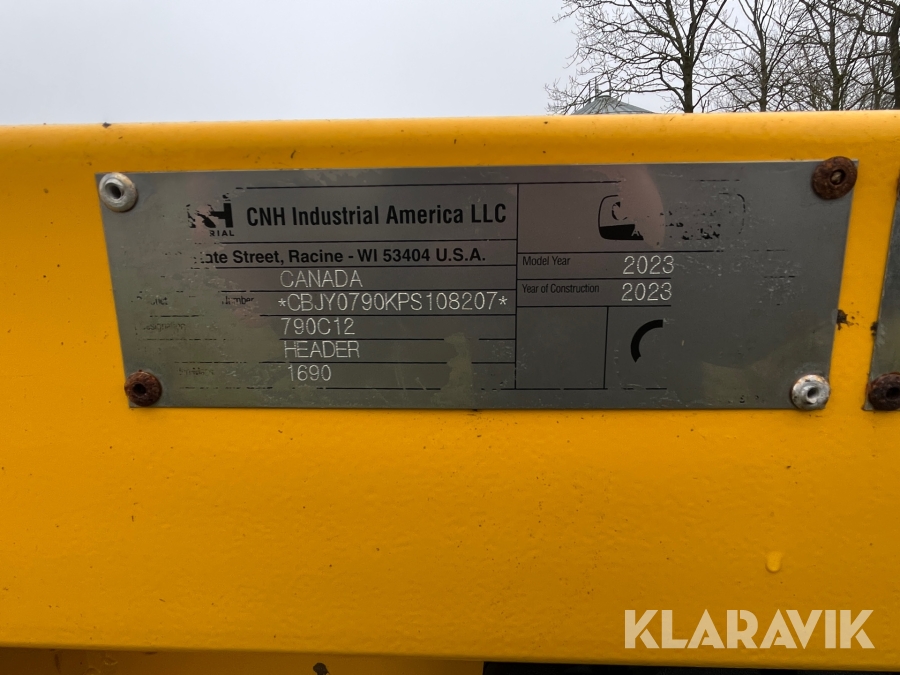 CNH Industrial America LLC
Street, Racine - WI 53404 U.S.A.
CANADA
*CBJY0790KPS108207*
790C12
HEADER
1690
Model Year 2023
Year of Construction 2023
KLARAVIK